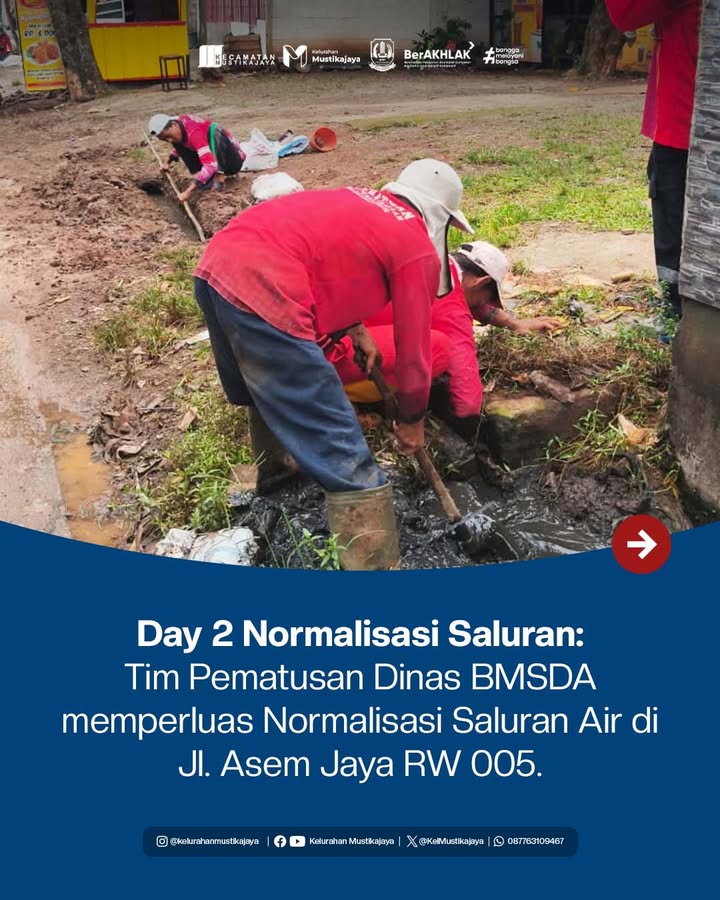 KECAMATAN
MUSTIKAJAYA
Kelurahan
Mustikajaya
BerAKHLAK
#bangga
melayani
bangsa
Day 2 Normalisasi Saluran:
Tim Pematusan Dinas BMSDA
memperluas Normalisasi Saluran Air di
Jl. Asem Jaya RW 005.
@kelurahanmustikajaya | Kelurahan Mustikajaya | @KelMustikajaya | 087763109467